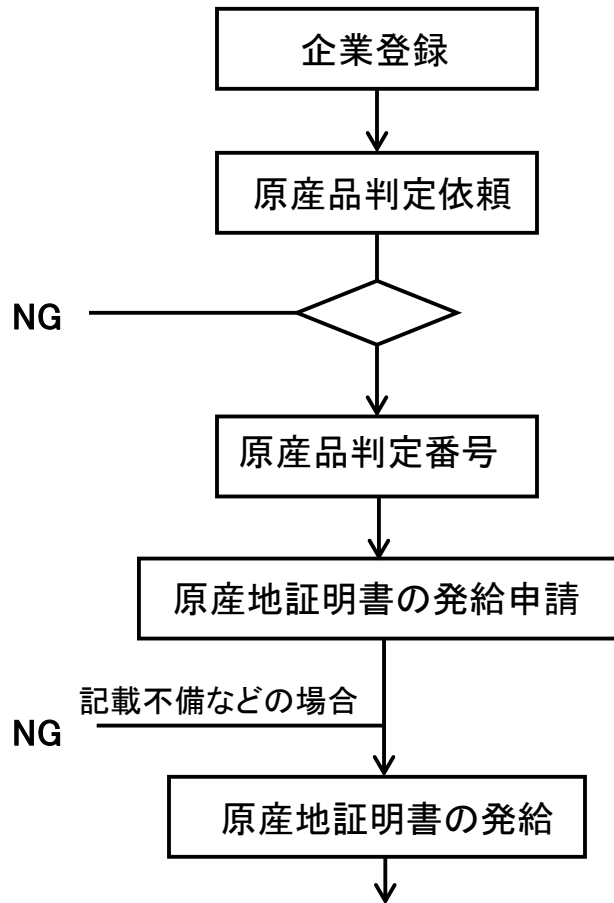 企業登録
原産品判定依頼
NG
原産品判定番号
原産地証明書の発給申請
記載不備などの場合
NG
原産地証明書の発給